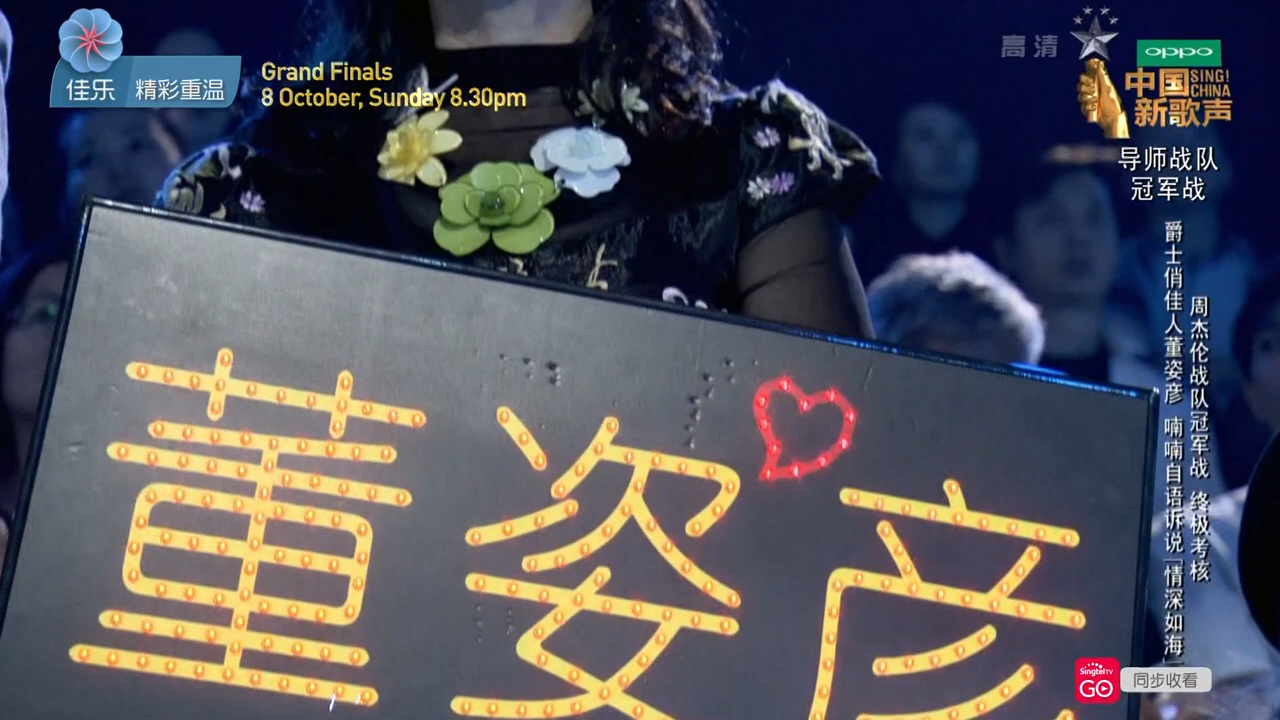 佳乐 精彩重温
Grand Finals
8 October, Sunday 8.30pm
高清
oppo
中国
新歌声
SING!
CHINA
导师战队
冠军战
周杰伦战队冠军战 终极考核
爵士俏佳人董姿彦 喃喃自语诉说「情深如海」
董姿彦
Singtel TV
GO
同步收看